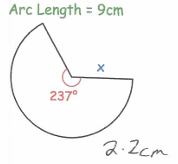 Arc Length = 9cm
x
237°
2.2cm